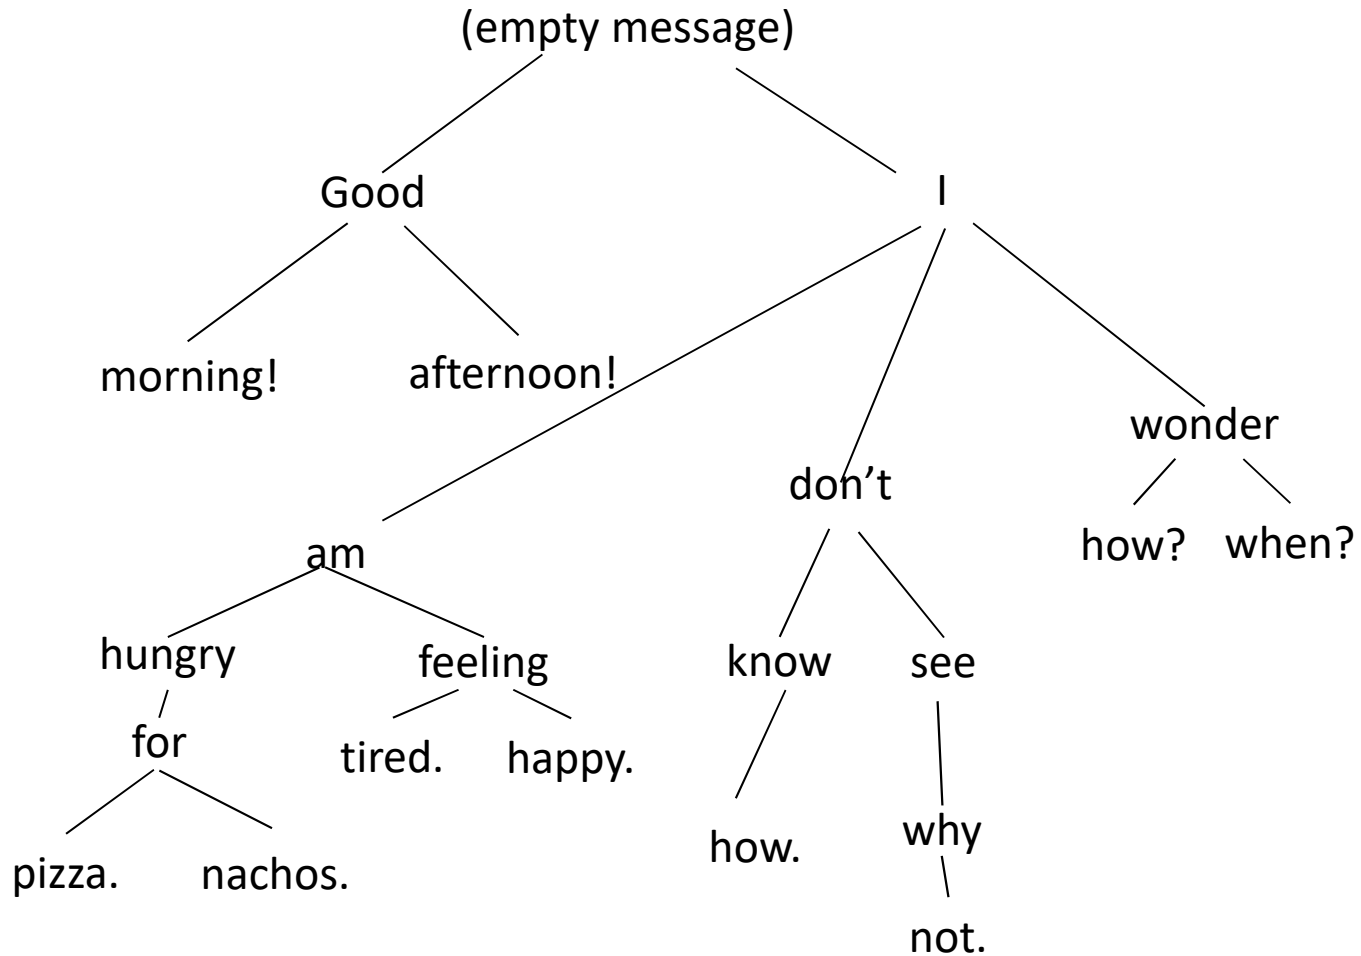 (empty message)
Good I
morning! afternoon!
wonder
don’t
how? when?
am
hungry feeling know see
for
tired. happy.
why
how.
pizza. nachos.
not.